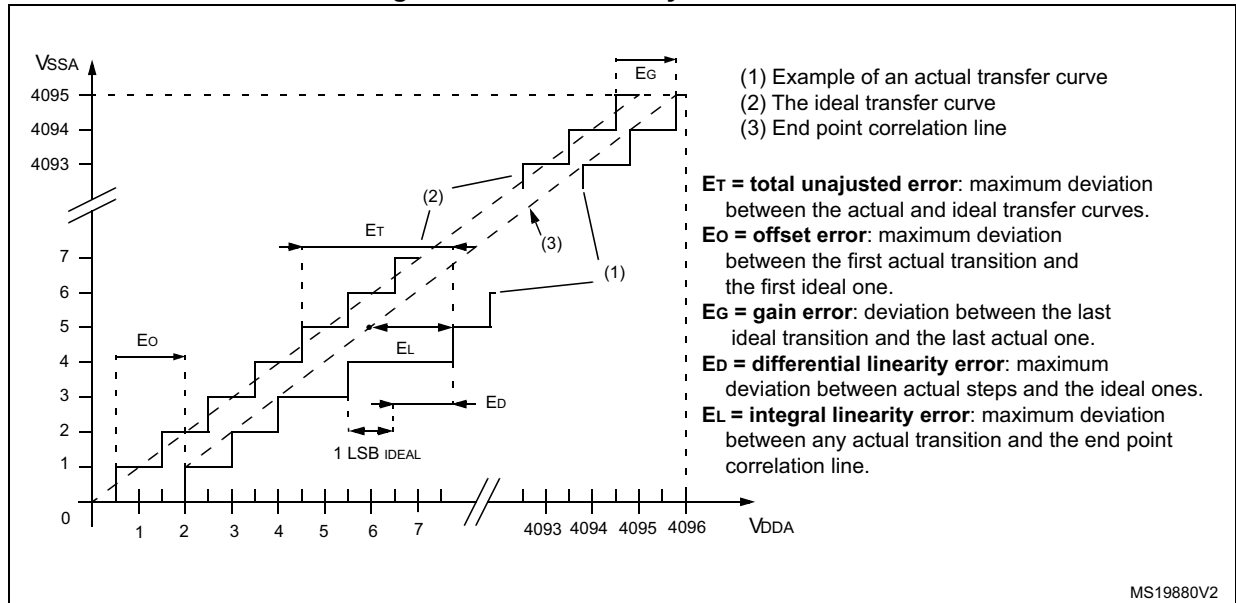 VSSA
EG
4095
4094
4093
(1) Example of an actual transfer curve
(2) The ideal transfer curve
(3) End point correlation line
ET = total unajusted error: maximum deviation
between the actual and ideal transfer curves.
EO = offset error: maximum deviation
between the first actual transition and
the first ideal one.
EG = gain error: deviation between the last
ideal transition and the last actual one.
ED = differential linearity error: maximum
deviation between actual steps and the ideal ones.
EL = integral linearity error: maximum deviation
between any actual transition and the end point
correlation line.
(2)
ET
(3)
(1)
7
6
5
4
3
2
1
0
EO
EL
ED
1 LSB IDEAL
1 2 3 4 5 6 7 4093 4094 4095 4096 VDDA
MS19880V2